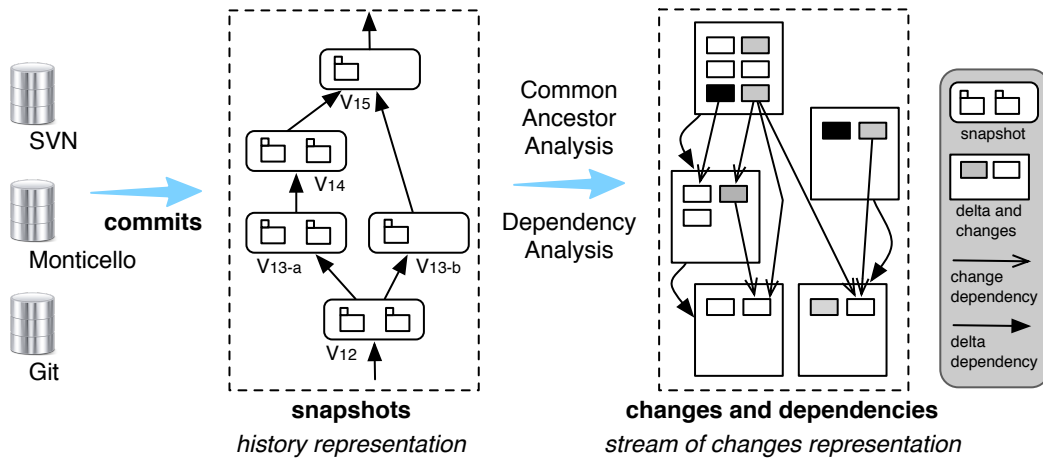 SVN
Monticello
Git
commits
V15
V14
V13-a
V13-b
V12
snapshots
history representation
Common
Ancestor
Analysis
Dependency
Analysis
changes and dependencies
stream of changes representation
snapshot
delta and
changes
change
dependency
delta
dependency